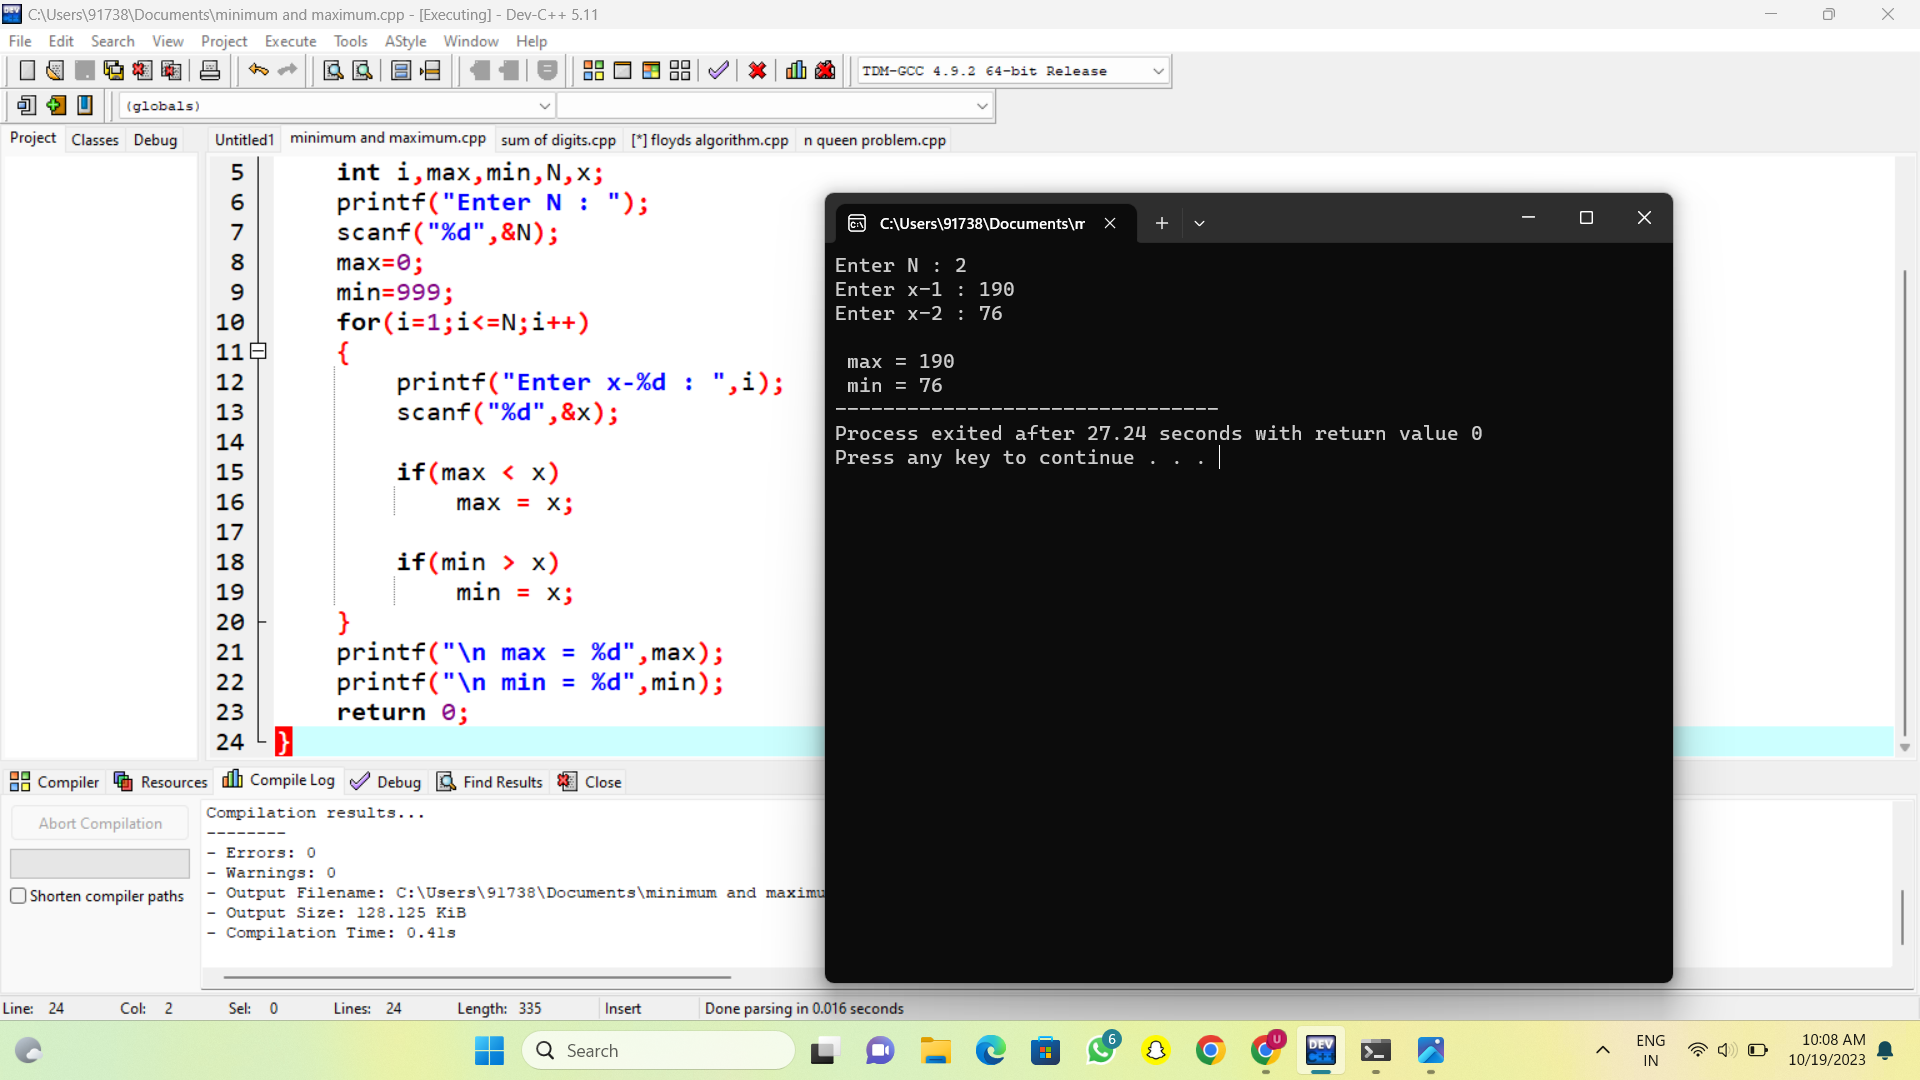 C:\Users\91738\Documents\minimum and maximum.cpp - [Executing] - Dev-C++ 5.11
File Edit Search View Project Execute Tools AStyle Window Help
TDM-GCC 4.9.2 64-bit Release
(globals)
Project Classes Debug Untitled1 minimum and maximum.cpp sum of digits.cpp [*] floyds algorithm.cpp n queen problem.cpp
5 int i,max,min,N,x;
6 printf("Enter N : ");
7 scanf("%d",&N);
8 max=0;
9 min=999;
10 for(i=1;i<=N;i++)
11 {
12 printf("Enter x-%d : ",i);
13 scanf("%d",&x);
14
15 if(max < x)
16 max = x;
17
18 if(min > x)
19 min = x;
20 }
21 printf("\n max = %d",max);
22 printf("\n min = %d",min);
23 return 0;
24 }
C:\Users\91738\Documents\m
Enter N : 2
Enter x-1 : 190
Enter x-2 : 76
max = 190
min = 76
--------------------------------
Process exited after 27.24 seconds with return value 0
Press any key to continue . . .
Compiler Resources Compile Log Debug Find Results Close
Abort Compilation
Shorten compiler paths
Compilation results...
--------
- Errors: 0
- Warnings: 0
- Output Filename: C:\Users\91738\Documents\minimum and maximu
- Output Size: 128.125 KiB
- Compilation Time: 0.41s
Line: 24 Col: 2 Sel: 0 Lines: 24 Length: 335 Insert Done parsing in 0.016 seconds
Search
6
U
DEV
ENG
IN
10:08 AM
10/19/2023